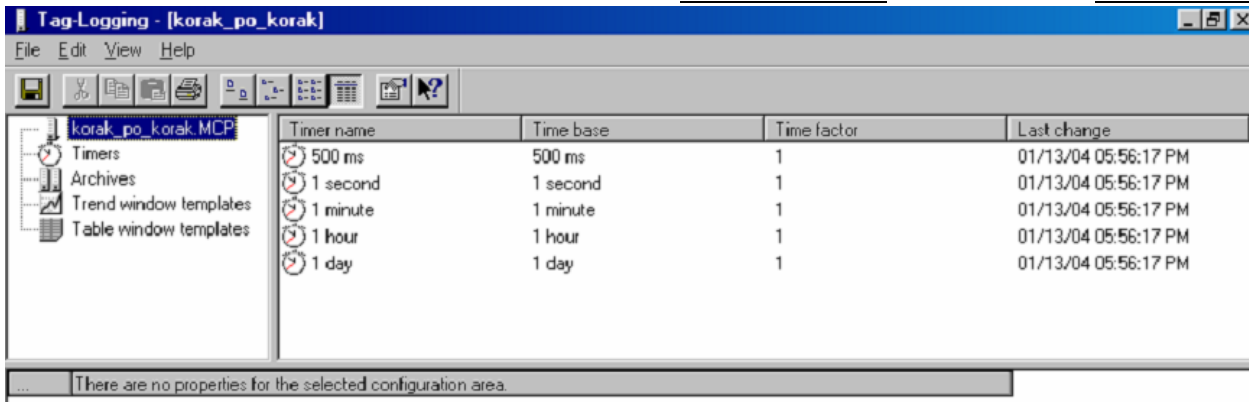 Tag-Logging - [korak_po_korak]
File Edit View Help
korak_po_korak.MCP
Timers
Archives
Trend window templates
Table window templates
Timer name Time base Time factor Last change
500 ms 500 ms 1 01/13/04 05:56:17 PM
1 second 1 second 1 01/13/04 05:56:17 PM
1 minute 1 minute 1 01/13/04 05:56:17 PM
1 hour 1 hour 1 01/13/04 05:56:17 PM
1 day 1 day 1 01/13/04 05:56:17 PM
... There are no properties for the selected configuration area.